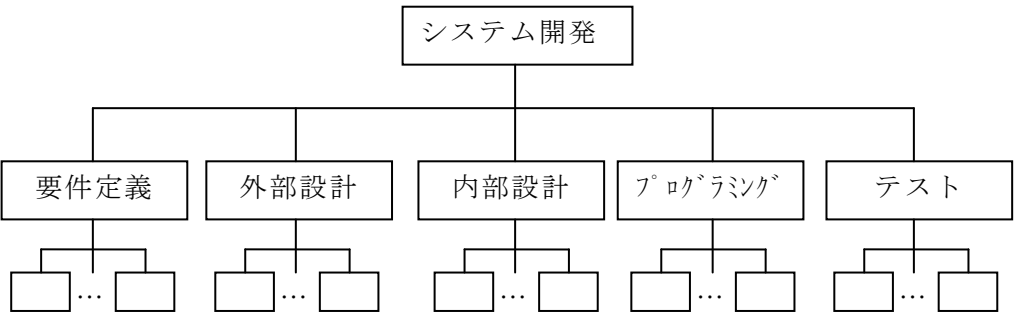 システム開発
要件定義
外部設計
内部設計
プログラミング
テスト
… … … … …